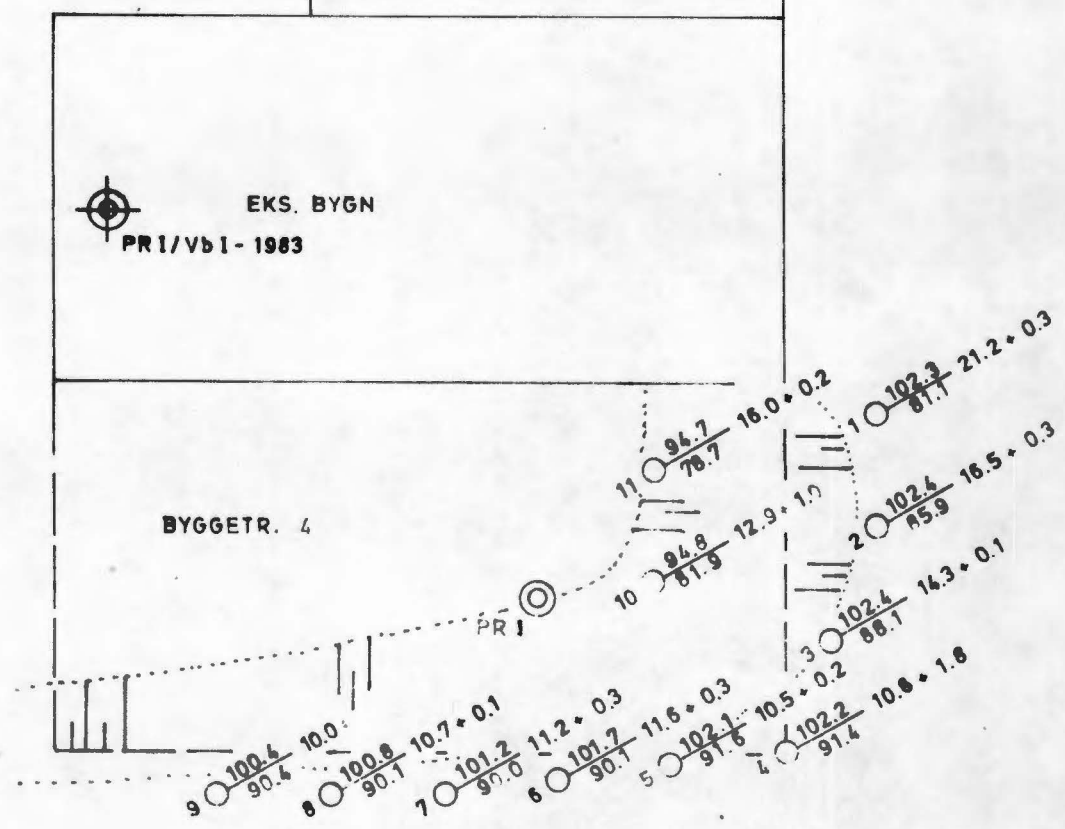 EKS. BYGN
PR I/Vb I - 1983
BYGGETR. 4
PR I
1 102.3 21.2 + 0.3
81.1
11 94.7 16.0 + 0.2
78.7
2 102.4 16.5 + 0.3
85.9
10 94.8 12.9 + 1.0
81.9
3 102.4 14.3 + 0.1
88.1
4 102.2 10.8 + 1.8
91.4
5 102.1 10.5 + 0.2
91.6
6 101.7 11.6 + 0.3
90.1
7 101.2 11.2 + 0.3
90.0
8 100.8 10.7 + 0.1
90.1
9 100.4 10.0
90.4